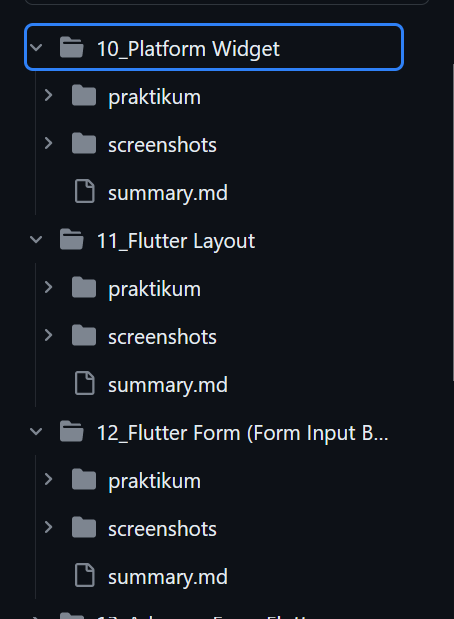 10_Platform Widget
praktikum
screenshots
summary.md
11_Flutter Layout
praktikum
screenshots
summary.md
12_Flutter Form (Form Input B...
praktikum
screenshots
summary.md